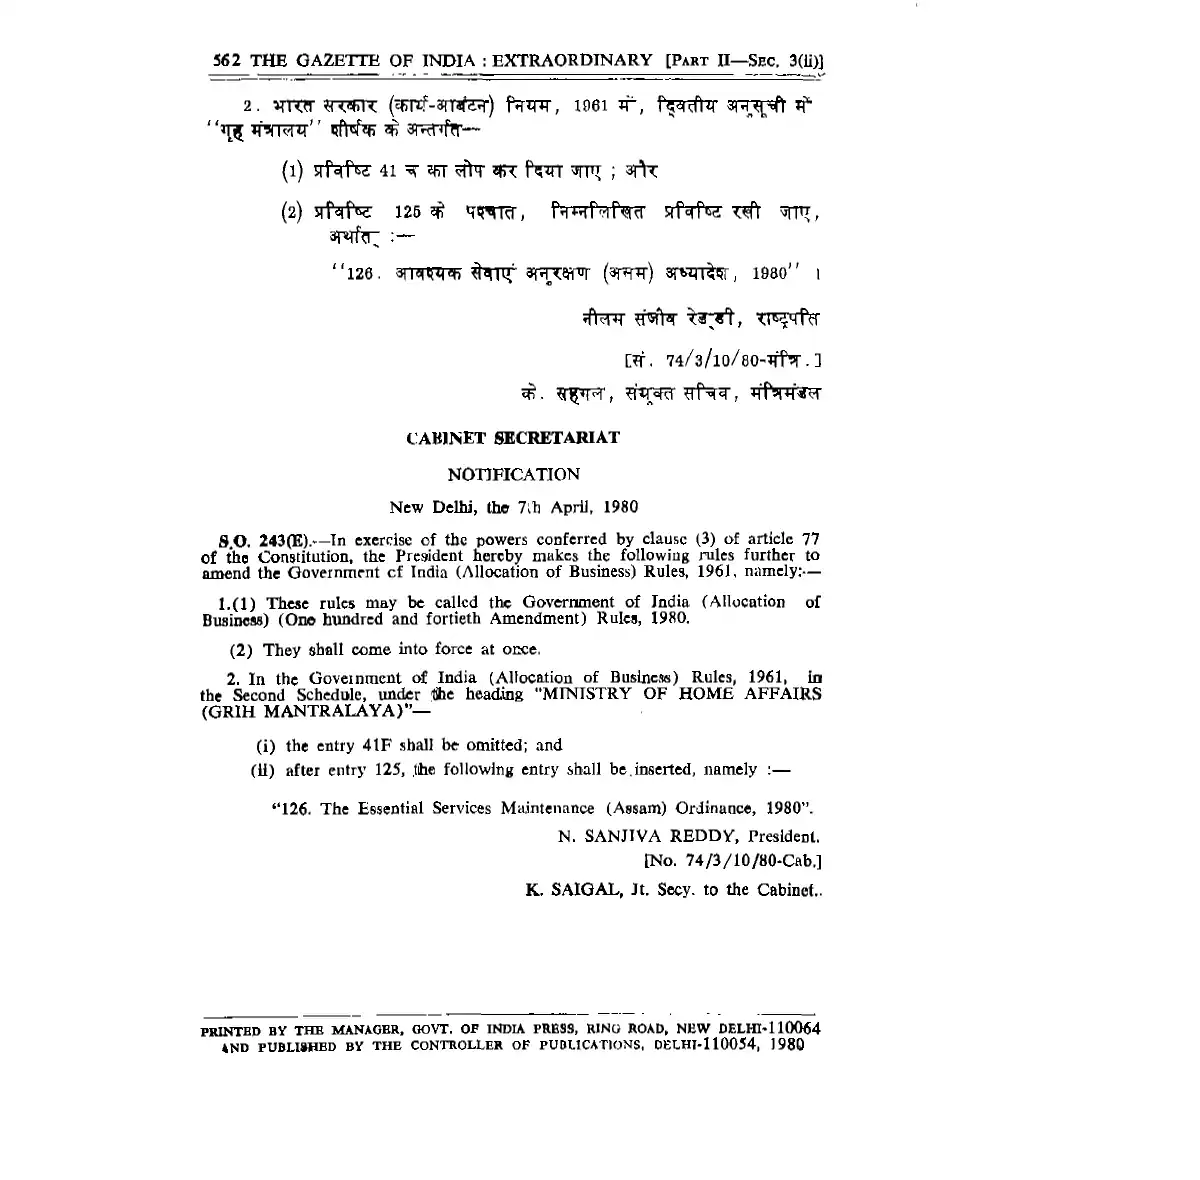 562 THE GAZETTE OF INDIA : EXTRAORDINARY [PART II—SEC. 3(ii)]
2. भारत सरकार (कार्य-आबंटन) नियम, 1961 में, द्वितीय अनुसूची में
''गृह मंत्रालय'' शीर्षक के अन्तर्गत—
(1) प्रविष्टि 41 च का लोप कर दिया जाए ; और
(2) प्रविष्टि 125 के पश्चात, निम्नलिखित प्रविष्टि रखी जाए,
अर्थात् :—
''126. आवश्यक सेवाएं अनुरक्षण (असम) अध्यादेश, 1980'' ।
नीलम संजीव रेड्डी, राष्ट्रपति
[सं. 74/3/10/80-मंत्रि.]
के. सहगल, संयुक्त सचिव, मंत्रिमंडल
CABINET SECRETARIAT
NOTIFICATION
New Delhi, the 7th April, 1980
S.O. 243(E).—In exercise of the powers conferred by clause (3) of article 77
of the Constitution, the President hereby makes the following rules further to
amend the Government of India (Allocation of Business) Rules, 1961, namely:—
1.(1) These rules may be called the Government of India (Allocation of
Business) (One hundred and fortieth Amendment) Rules, 1980.
(2) They shall come into force at once.
2. In the Government of India (Allocation of Business) Rules, 1961, in
the Second Schedule, under the heading "MINISTRY OF HOME AFFAIRS
(GRIH MANTRALAYA)"—
(i) the entry 41F shall be omitted; and
(ii) after entry 125, the following entry shall be inserted, namely :—
"126. The Essential Services Maintenance (Assam) Ordinance, 1980".
N. SANJIVA REDDY, President.
[No. 74/3/10/80-Cab.]
K. SAIGAL, Jt. Secy. to the Cabinet..
PRINTED BY THE MANAGER, GOVT. OF INDIA PRESS, RING ROAD, NEW DELHI-110064
AND PUBLISHED BY THE CONTROLLER OF PUBLICATIONS, DELHI-110054, 1980